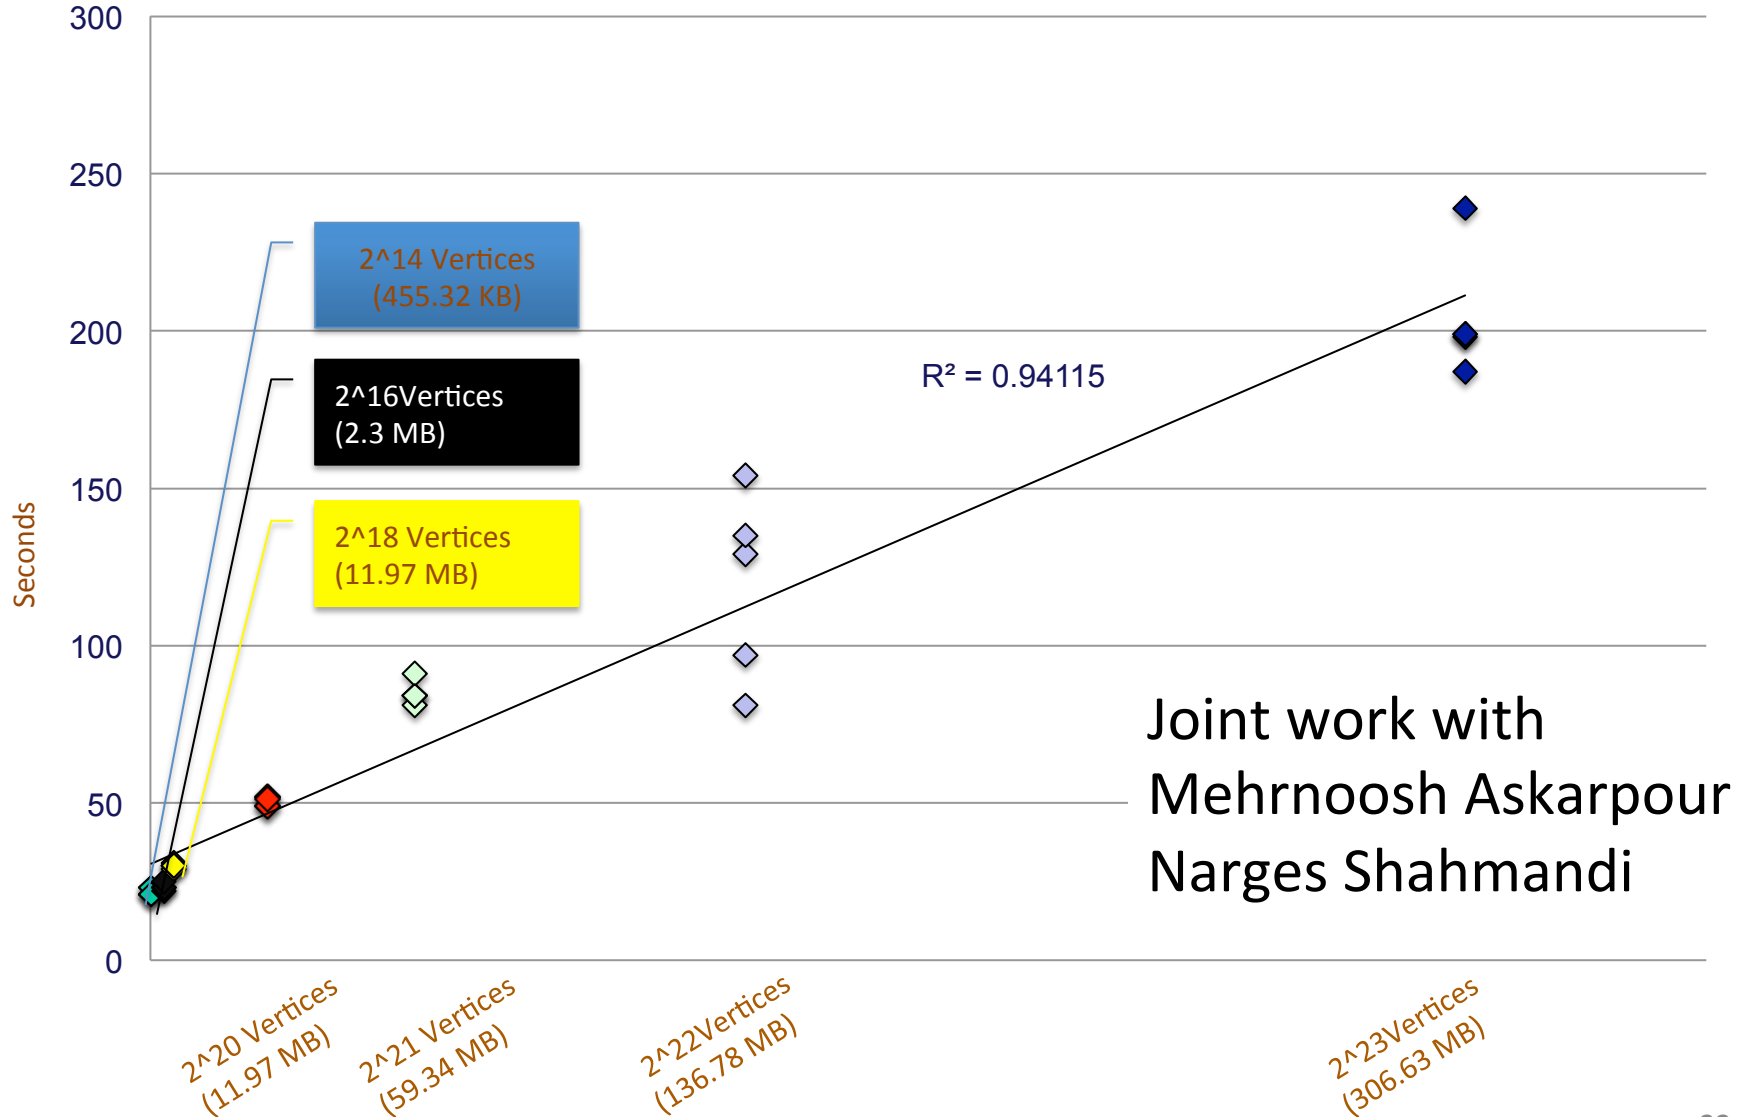 300
250
200
150
100
50
0
Seconds
2^14 Vertices
(455.32 KB)
2^16Vertices
(2.3 MB)
2^18 Vertices
(11.97 MB)
R² = 0.94115
Joint work with
Mehrnoosh Askarpour
Narges Shahmandi
2^20 Vertices
(11.97 MB)
2^21 Vertices
(59.34 MB)
2^22Vertices
(136.78 MB)
2^23Vertices
(306.63 MB)